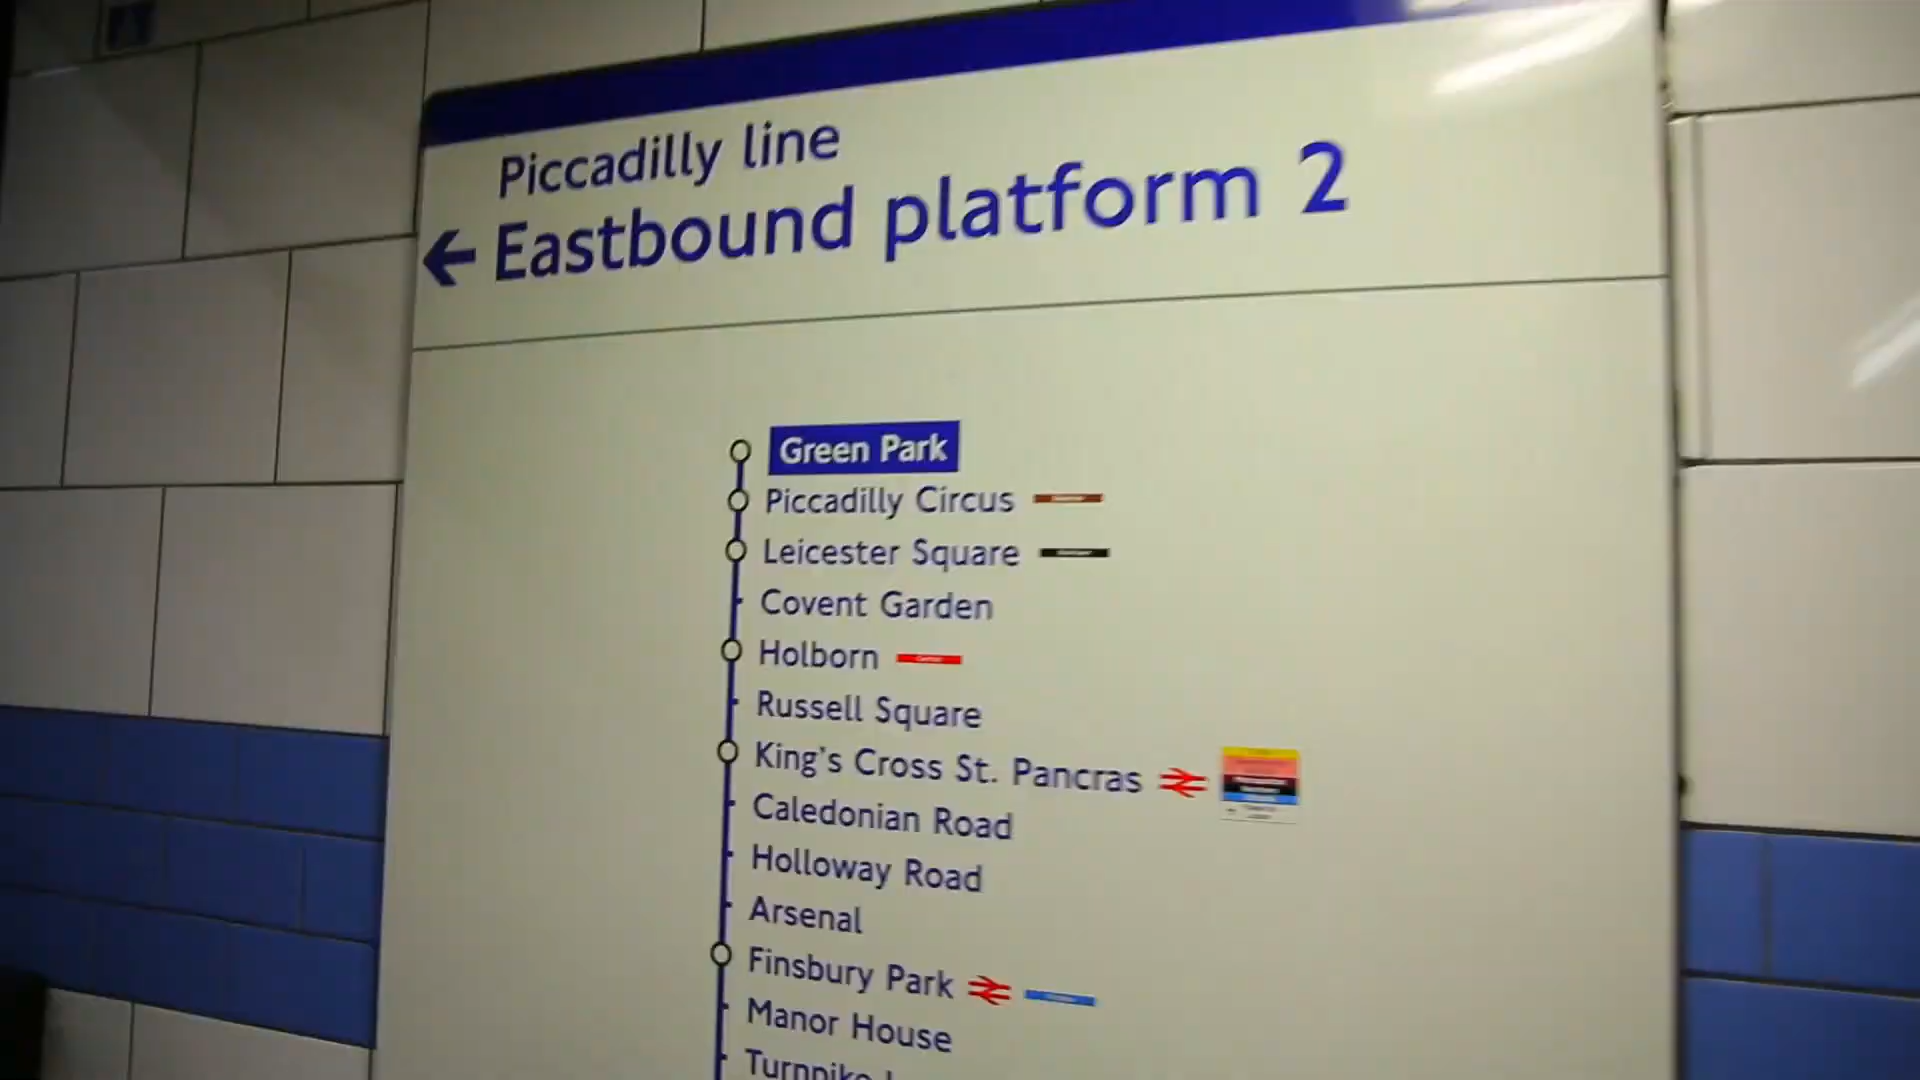 Piccadilly line
Eastbound platform 2
Green Park
Piccadilly Circus
Leicester Square
Covent Garden
Holborn
Russell Square
King's Cross St. Pancras
Caledonian Road
Holloway Road
Arsenal
Finsbury Park
Manor House